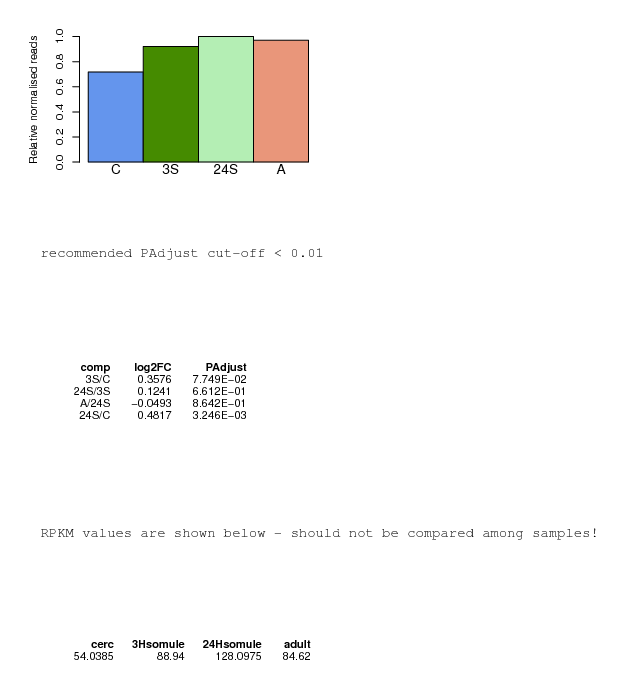 Relative normalised reads
1.0
0.8
0.6
0.4
0.2
0.0
C 3S 24S A
recommended PAdjust cut-off < 0.01
comp log2FC PAdjust
3S/C 0.3576 7.749E-02
24S/3S 0.1241 6.612E-01
A/24S -0.0493 8.642E-01
24S/C 0.4817 3.246E-03
RPKM values are shown below - should not be compared among samples!
cerc 3Hsomule 24Hsomule adult
54.0385 88.94 128.0975 84.62